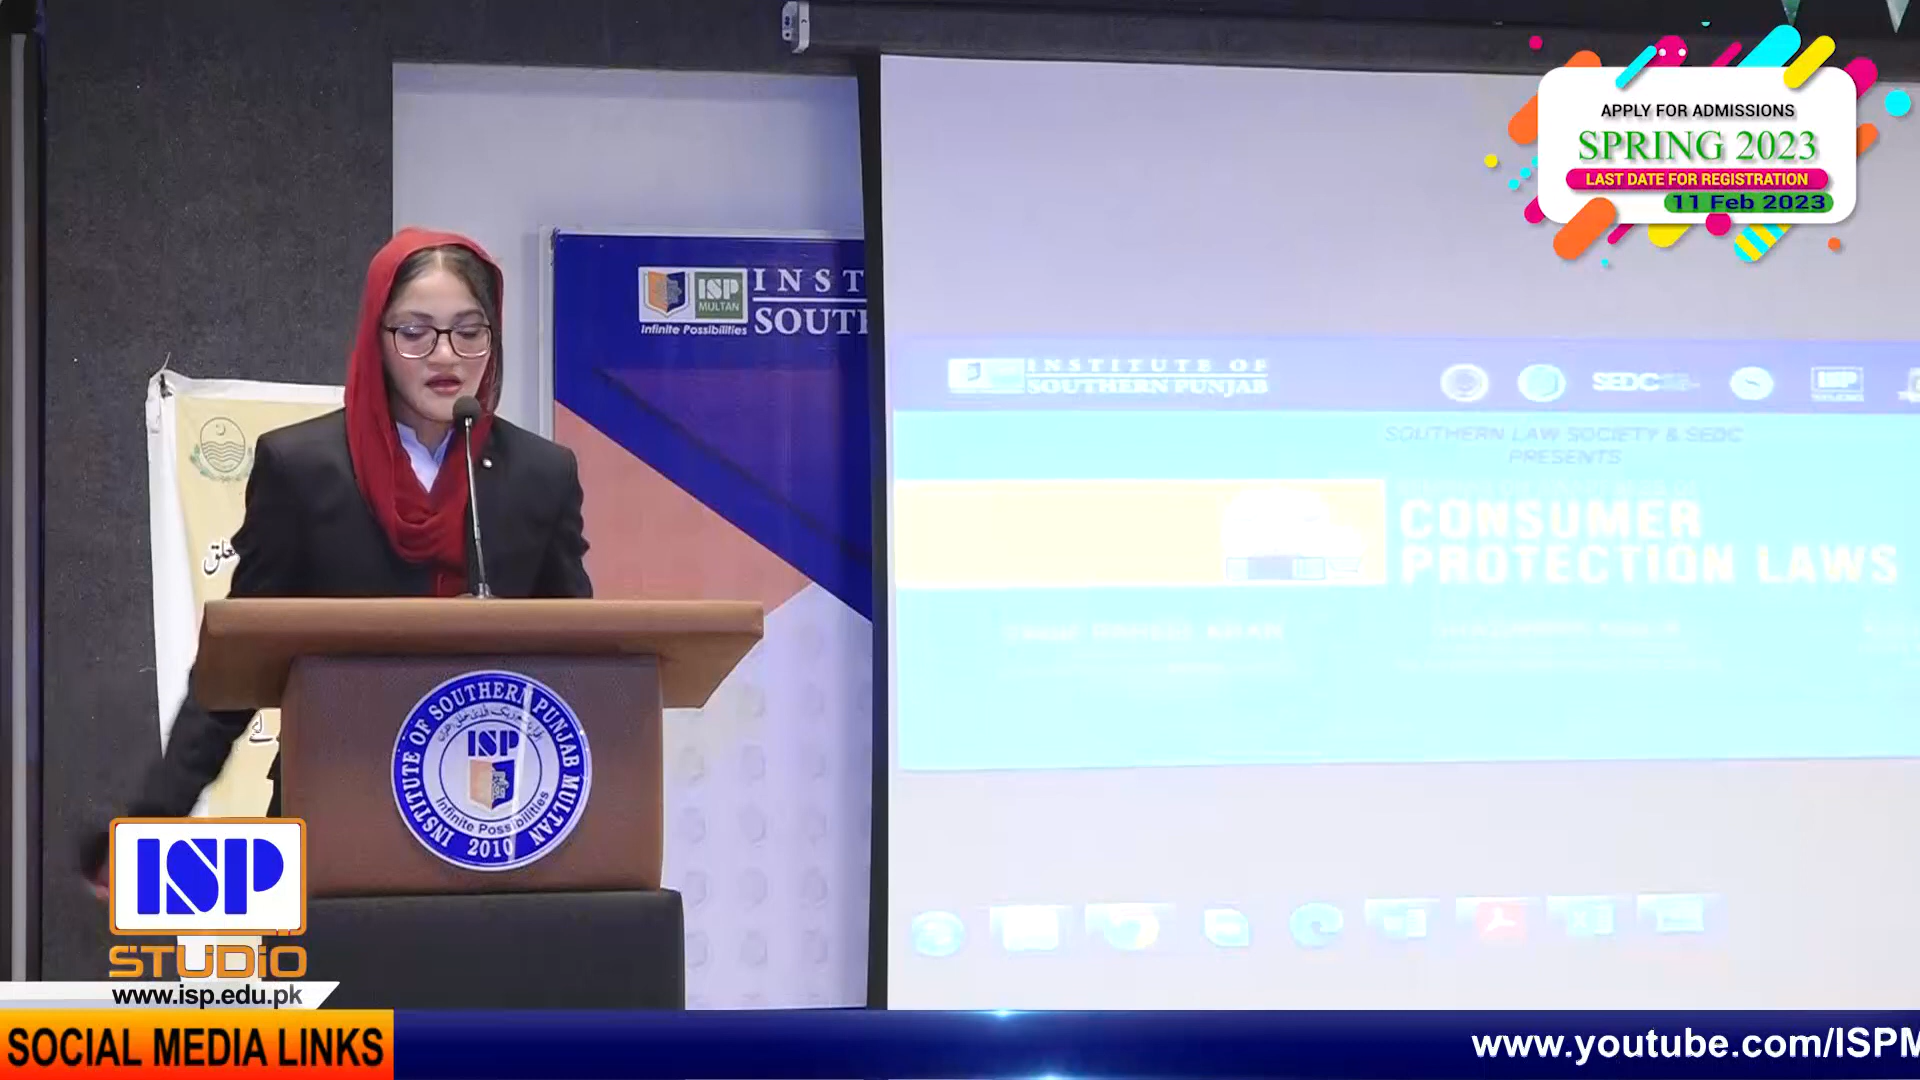 APPLY FOR ADMISSIONS
SPRING 2023
LAST DATE FOR REGISTRATION
11 Feb 2023
ISP
MULTAN
Infinite Possibilities
INST
SOUTH
INSTITUTE OF
SOUTHERN PUNJAB
SEDC
ISP
SOUTHERN LAW SOCIETY & SEDC
PRESENTS
CONSUMER
PROTECTION LAWS
INSTITUTE OF SOUTHERN PUNJAB MULTAN
ISP
Infinite Possibilities
2010
ISP
STUDIO
www.isp.edu.pk
SOCIAL MEDIA LINKS
www.youtube.com/ISPM